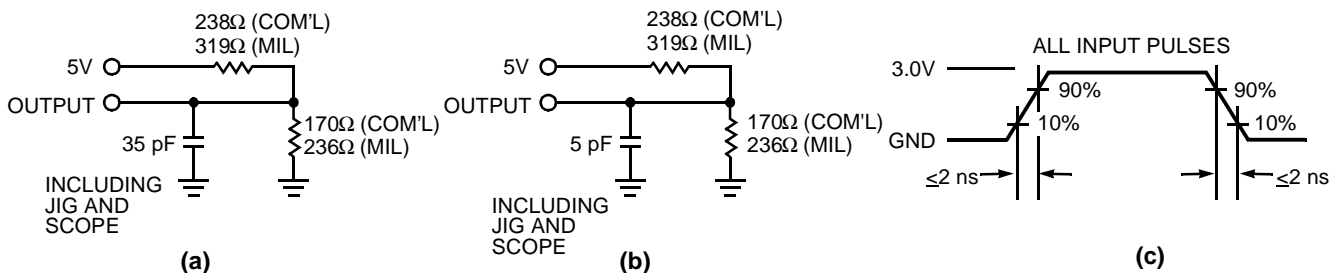 238Ω (COM'L)
319Ω (MIL)
5V
OUTPUT
35 pF
170Ω (COM'L)
236Ω (MIL)
INCLUDING
JIG AND
SCOPE
(a)
238Ω (COM'L)
319Ω (MIL)
5V
OUTPUT
5 pF
170Ω (COM'L)
236Ω (MIL)
INCLUDING
JIG AND
SCOPE
(b)
ALL INPUT PULSES
3.0V
90%
90%
10%
10%
GND
≤2 ns
≤2 ns
(c)